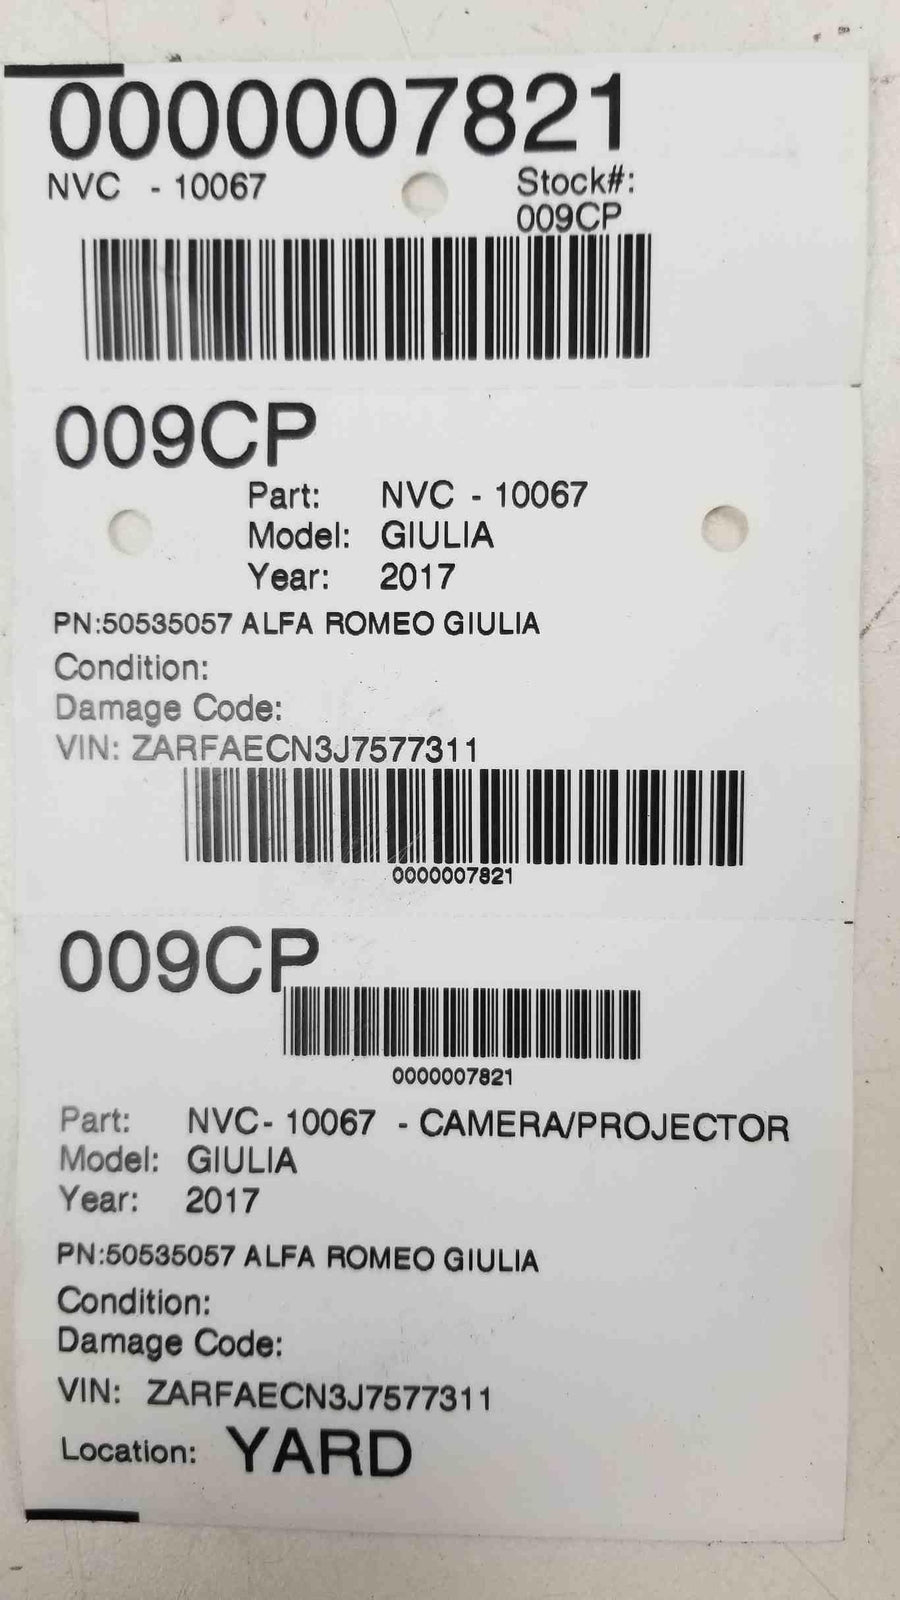 0000007821
NVC - 10067
Stock#:
009CP
009CP
Part: NVC - 10067
Model: GIULIA
Year: 2017
PN:50535057 ALFA ROMEO GIULIA
Condition:
Damage Code:
VIN: ZARFAECN3J7577311
0000007821
009CP
0000007821
Part: NVC- 10067 - CAMERA/PROJECTOR
Model: GIULIA
Year: 2017
PN:50535057 ALFA ROMEO GIULIA
Condition:
Damage Code:
VIN: ZARFAECN3J7577311
Location: YARD